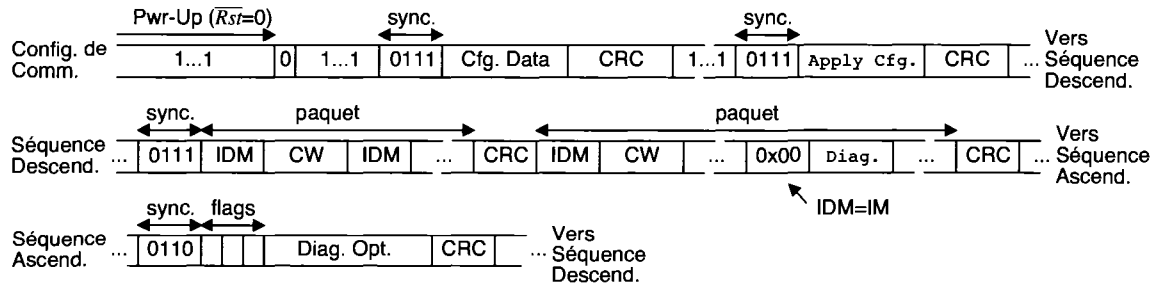 Pwr-Up (Rst=0) sync. sync.
Config. de Comm. 1...1 0 1...1 0111 Cfg. Data CRC 1...1 0111 Apply Cfg. CRC ... Vers Séquence Descend.
sync. paquet paquet
Séquence Descend. ... 0111 IDM CW IDM ... CRC IDM CW ... 0x00 Diag. ... CRC ... Vers Séquence Ascend.
IDM=IM
sync. flags
Séquence Ascend. ... 0110 Diag. Opt. CRC ... Vers Séquence Descend.